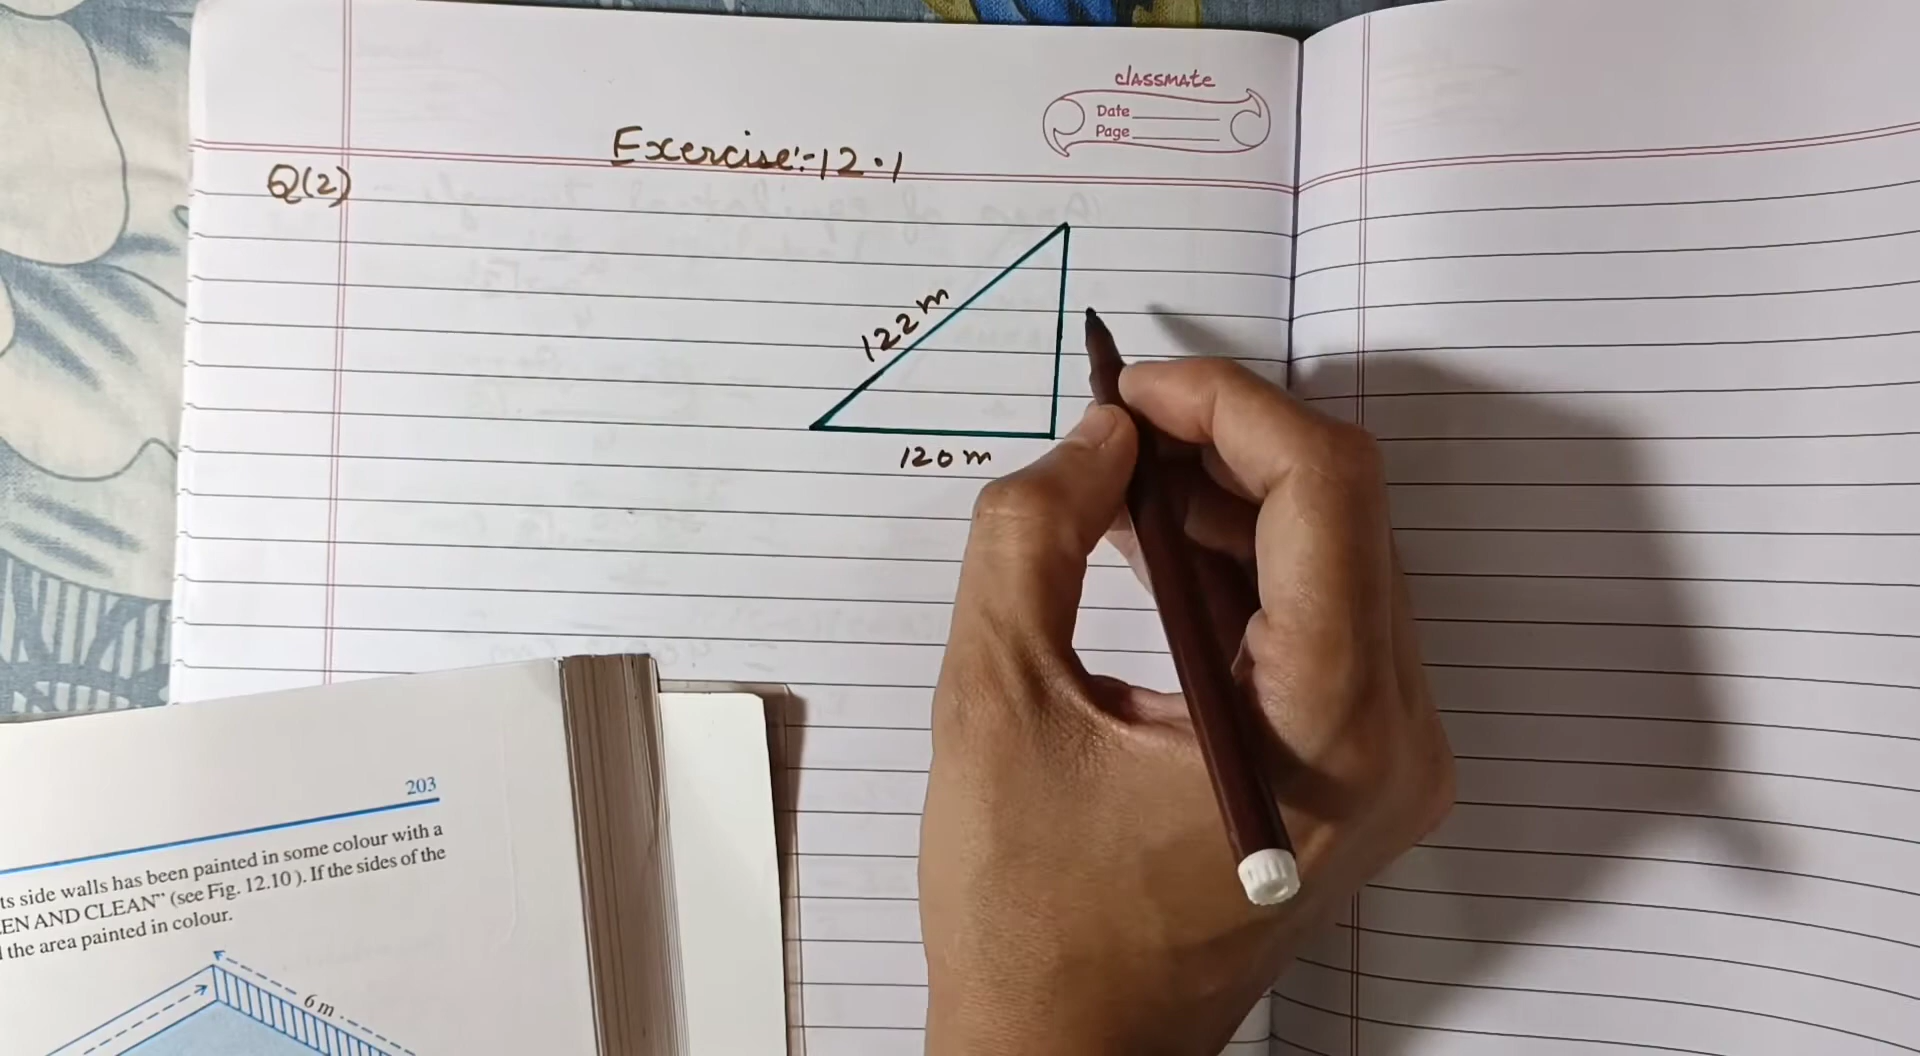 classmate
Date
Page
Exercise:-12.1
Q(2)
122 m
120 m
203
ts side walls has been painted in some colour with a
EEN AND CLEAN" (see Fig. 12.10 ). If the sides of the
the area painted in colour.
6 m